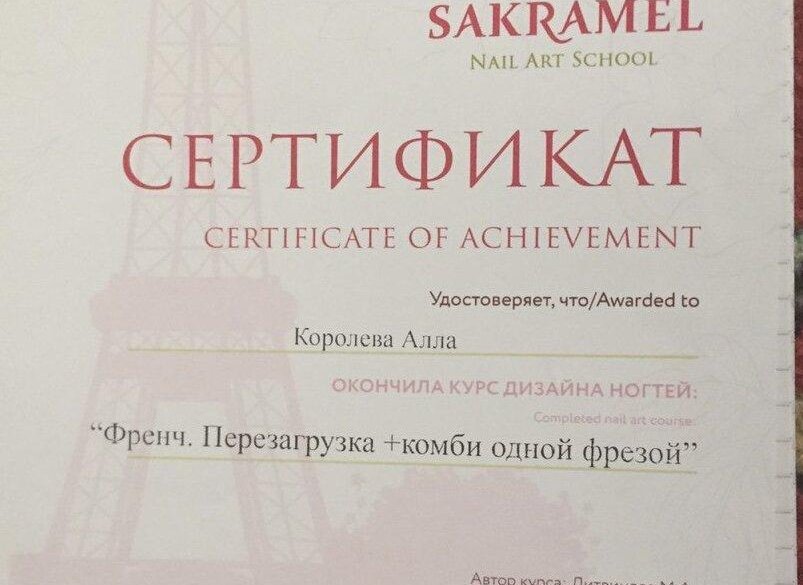 SAKRAMEL
NAIL ART SCHOOL
СЕРТИФИКАТ
CERTIFICATE OF ACHIEVEMENT
Удостоверяет, что/Awarded to
Королева Алла
ОКОНЧИЛА КУРС ДИЗАЙНА НОГТЕЙ:
Completed nail art course:
“Френч. Перезагрузка +комби одной фрезой”
Автор курса: